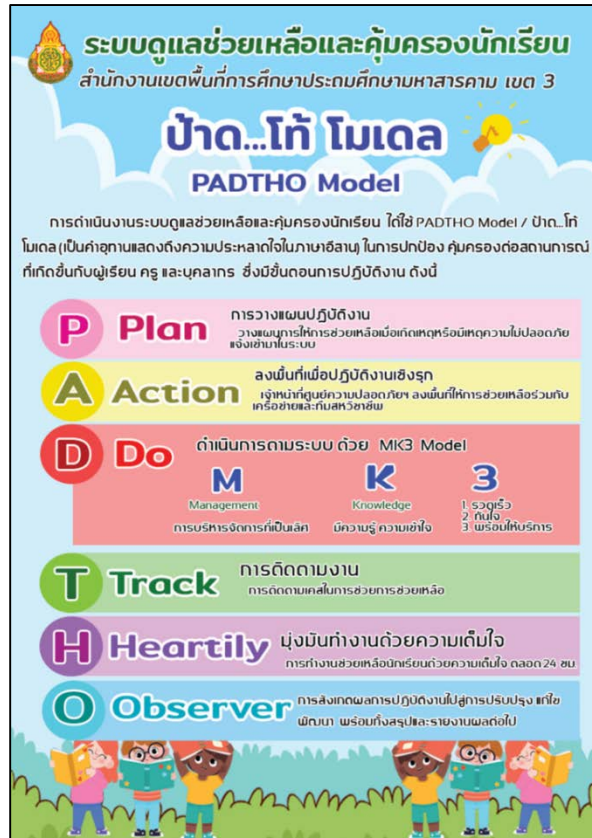 ระบบดูแลช่วยเหลือและคุ้มครองนักเรียน
สำนักงานเขตพื้นที่การศึกษาประถมศึกษามหาสารคาม เขต 3
ป้าด...โท้ โมเดล
PADTHO Model
การดำเนินงานระบบดูแลช่วยเหลือและคุ้มครองนักเรียน ได้ใช้ PADTHO Model / ป้าด...โท้
โมเดล (เป็นคำอุทานแสดงถึงความประหลาดใจในภาษาอีสาน) ในการปกป้อง คุ้มครองต่อสถานการณ์
ที่เกิดขึ้นกับผู้เรียน ครู และบุคลากร ซึ่งมีขั้นตอนการปฏิบัติงาน ดังนี้
P Plan
การวางแผนปฏิบัติงาน
วางแผนการให้การช่วยเหลือเมื่อเกิดเหตุหรือมีเหตุความไม่ปลอดภัย
แจ้งเข้ามาในระบบ
A Action
ลงพื้นที่เพื่อปฏิบัติงานเชิงรุก
เจ้าหน้าที่ศูนย์ความปลอดภัยฯ ลงพื้นที่ให้การช่วยเหลือร่วมกับ
เครือข่ายและทีมสหวิชาชีพ
D Do
ดำเนินการตามระบบ ด้วย MK3 Model
M K 3
Management
การบริหารจัดการที่เป็นเลิศ
Knowledge
มีความรู้ ความเข้าใจ
1. รวดเร็ว
2. ทันใจ
3. พร้อมให้บริการ
T Track
การติดตามงาน
การติดตามเคสในการช่วยการช่วยเหลือ
H Heartily
มุ่งมั่นทำงานด้วยความเต็มใจ
การทำงานช่วยเหลือนักเรียนด้วยความเต็มใจ ตลอด 24 ชม.
O Observer
การสังเกตผลการปฏิบัติงานไปสู่การปรับปรุง แก้ไข
พัฒนา พร้อมทั้งสรุปและรายงานผลต่อไป